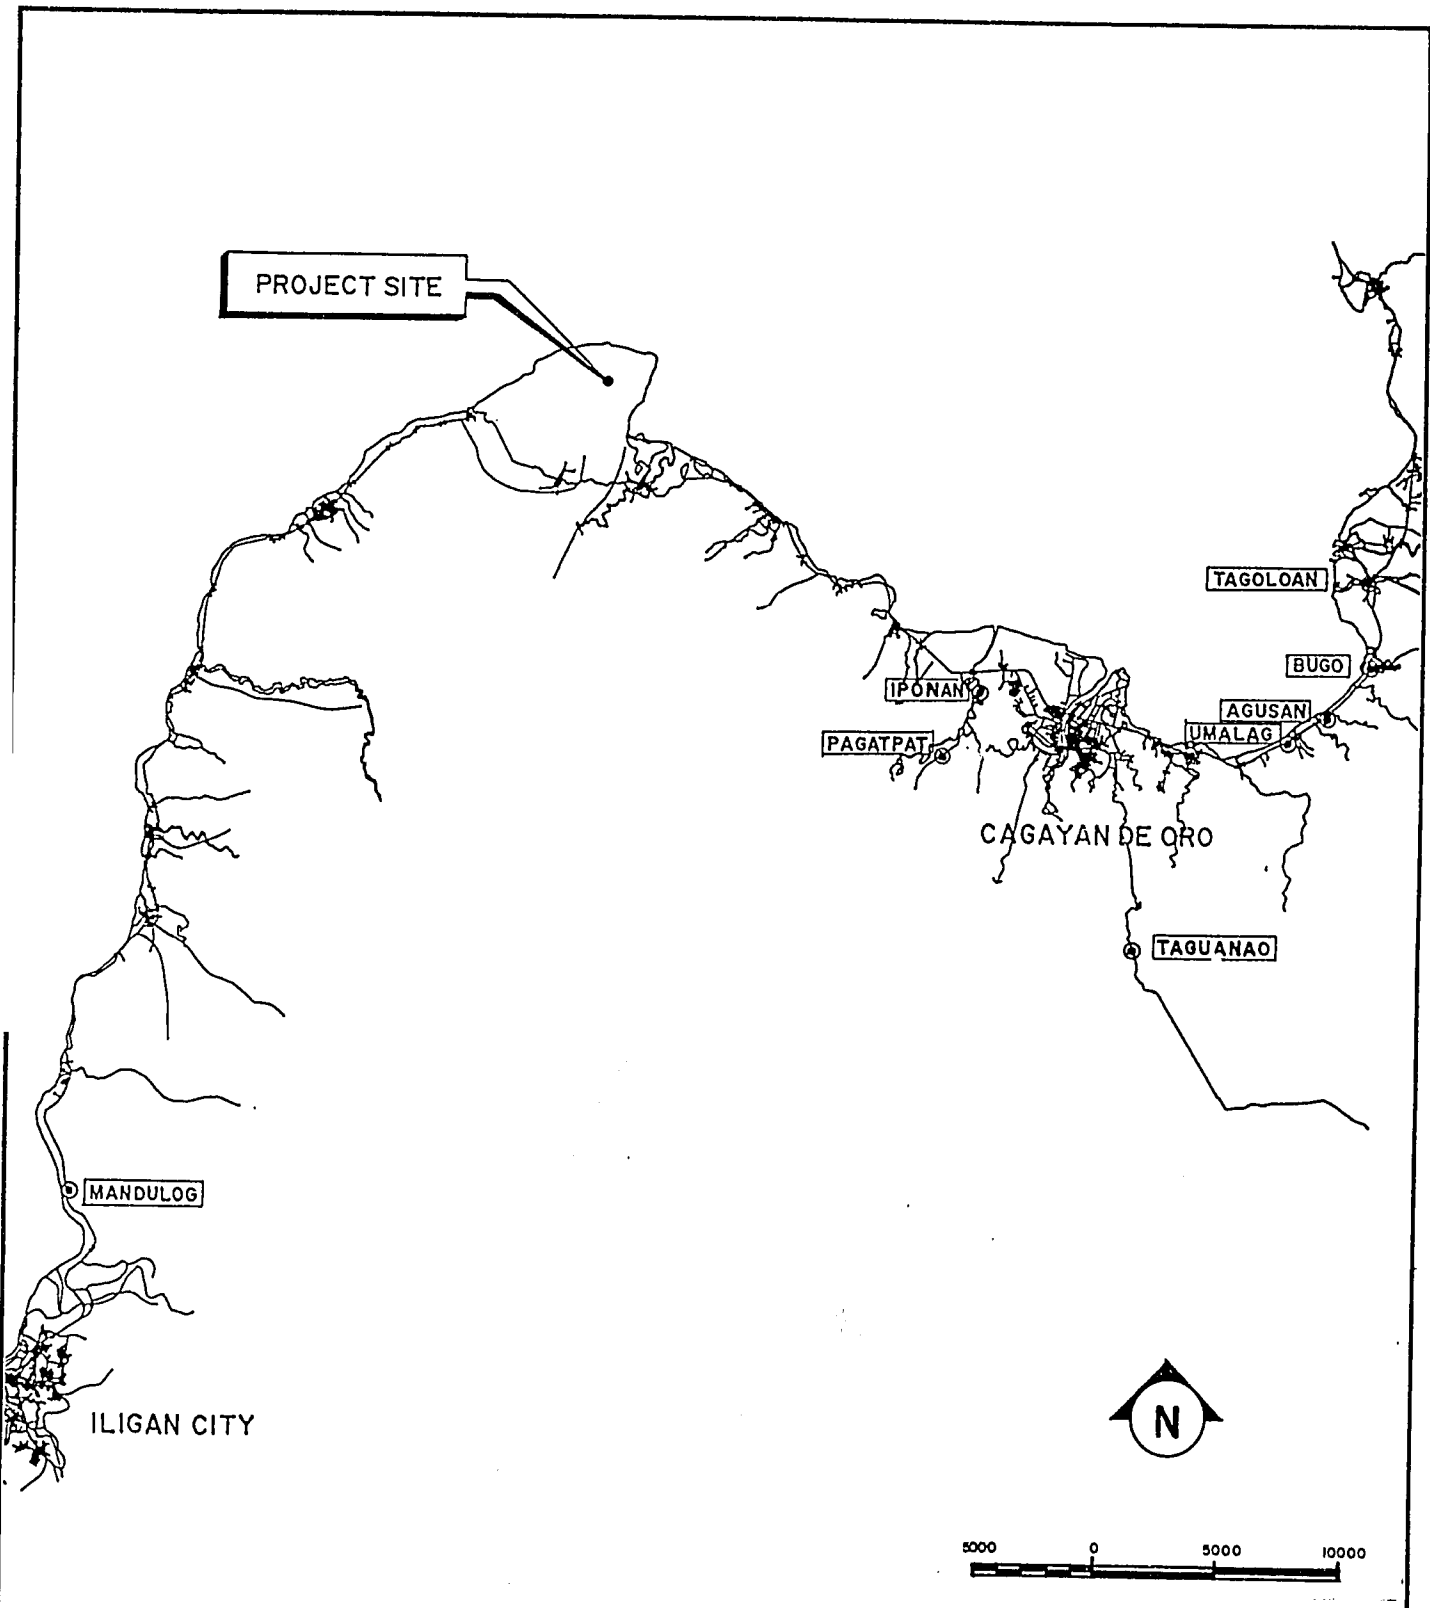 PROJECT SITE
TAGOLOAN
BUGO
IPONAN
AGUSAN
UMALAG
PAGATPAT
CAGAYAN DE ORO
TAGUANAO
MANDULOG
ILIGAN CITY
N
5000 0 5000 10000